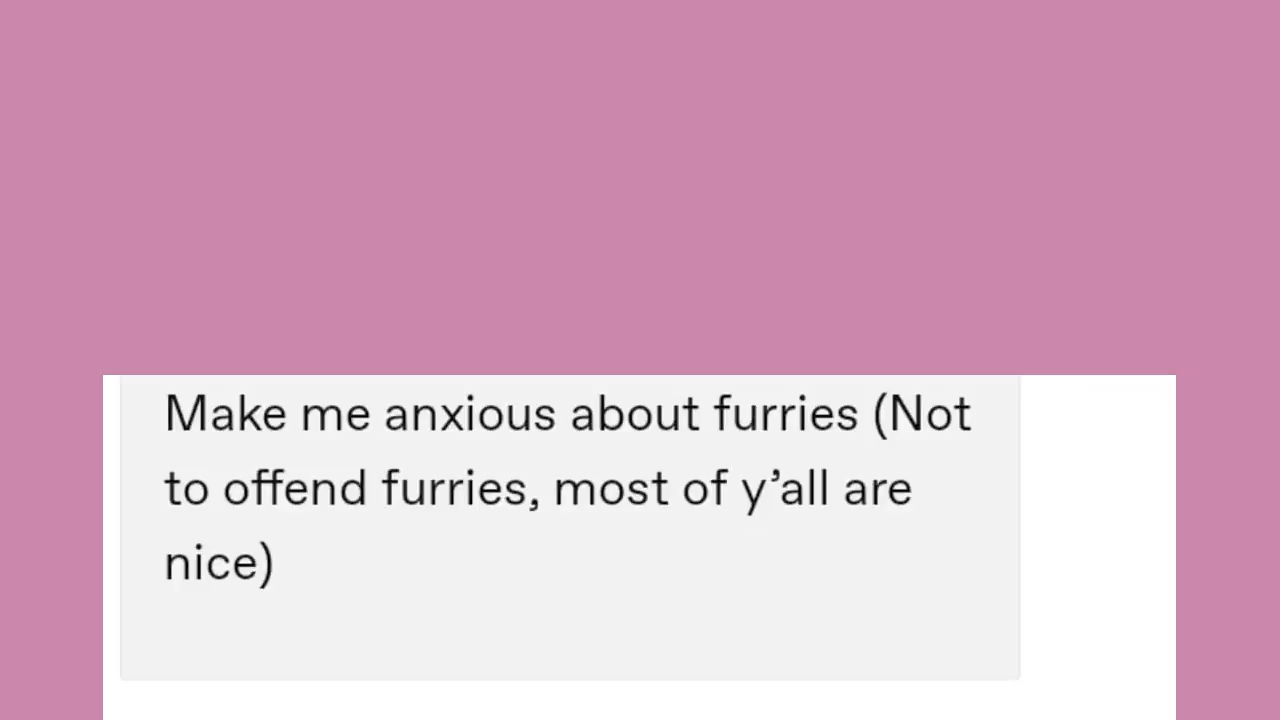 Make me anxious about furries (Not
to offend furries, most of y’all are
nice)